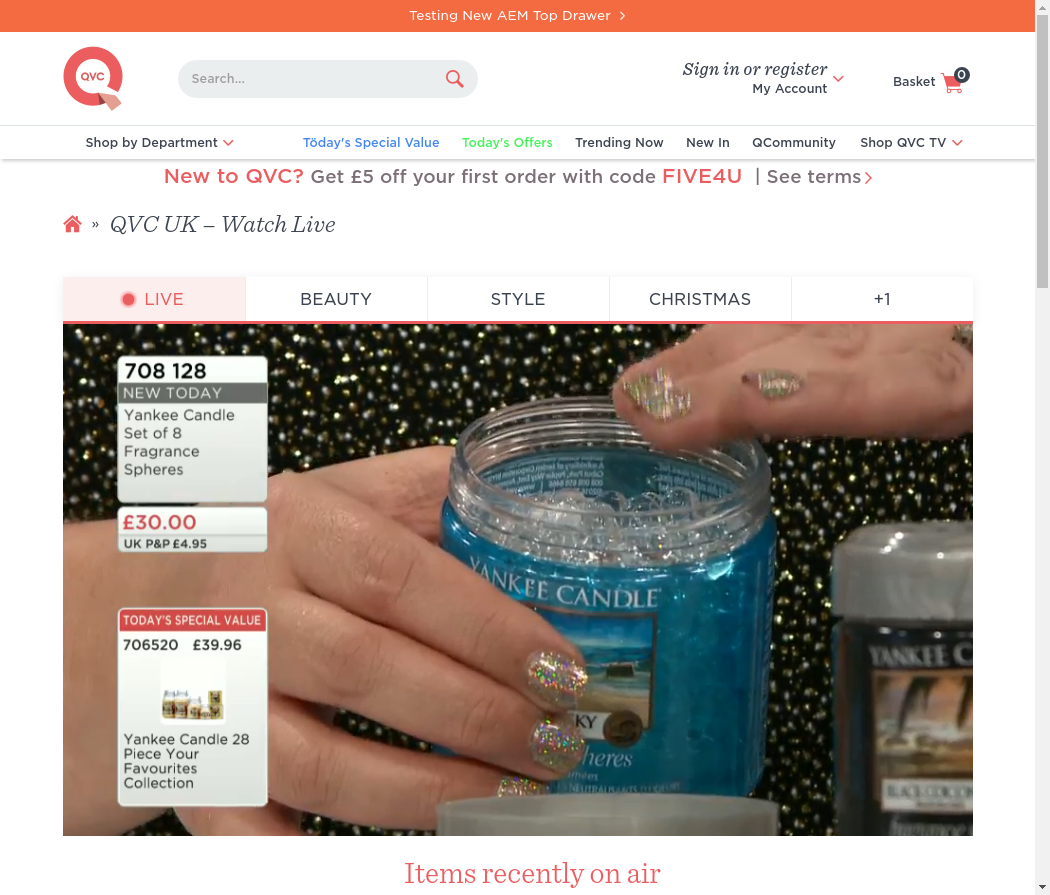 Testing New AEM Top Drawer
QVC
Search...
Sign in or register
My Account
Basket
0
Shop by Department
Töday's Special Value
Today's Offers
Trending Now
New In
QCommunity
Shop QVC TV
New to QVC? Get £5 off your first order with code FIVE4U | See terms
» QVC UK – Watch Live
LIVE
BEAUTY
STYLE
CHRISTMAS
+1
708 128
NEW TODAY
Yankee Candle
Set of 8
Fragrance
Spheres
£30.00
UK P&P £4.95
TODAY'S SPECIAL VALUE
706520 £39.96
Yankee Candle 28
Piece Your
Favourites
Collection
YANKEE CANDLE
KY
heres
YANKEE C
Items recently on air